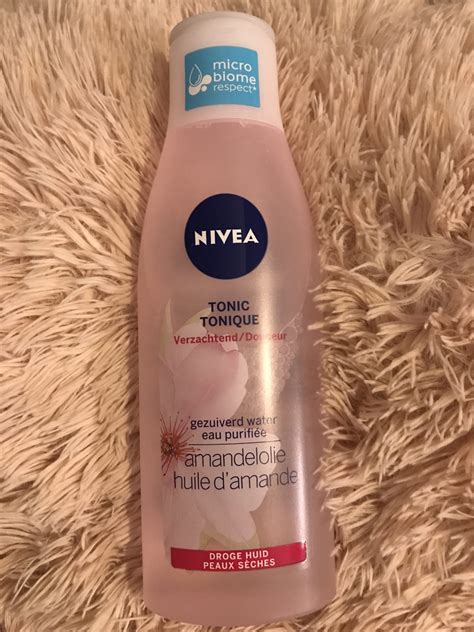 micro
biome
respect*
NIVEA
TONIC
TONIQUE
Verzachtend/Douceur
gezuiverd water
eau purifiée
amandelolie
huile d'amande
DROGE HUID
PEAUX SÈCHES